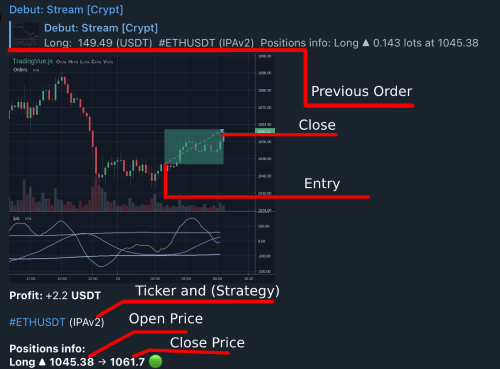 Debut: Stream [Crypt]
Debut: Stream [Crypt]
Long: 149.49 (USDT) #ETHUSDT (IPAv2) Positions info: Long ▲ 0.143 lots at 1045.38
TradingVue.js
Orders n/a
Previous Order
Close
Entry
n/a
Profit: +2.2 USDT
Ticker and (Strategy)
#ETHUSDT (IPAv2)
Open Price
Positions info:
Close Price
Long ▲ 1045.38 → 1061.7 🟢